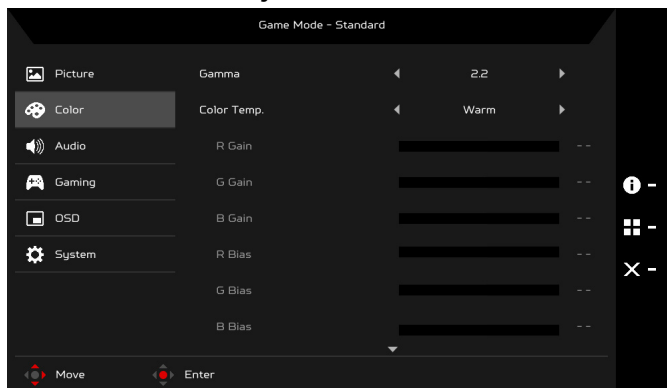 Game Mode - Standard
Picture
Gamma
2.2
Color
Color Temp.
Warm
Audio
R Gain
--
Gaming
G Gain
--
OSD
B Gain
--
System
R Bias
--
G Bias
--
B Bias
--
Move
Enter